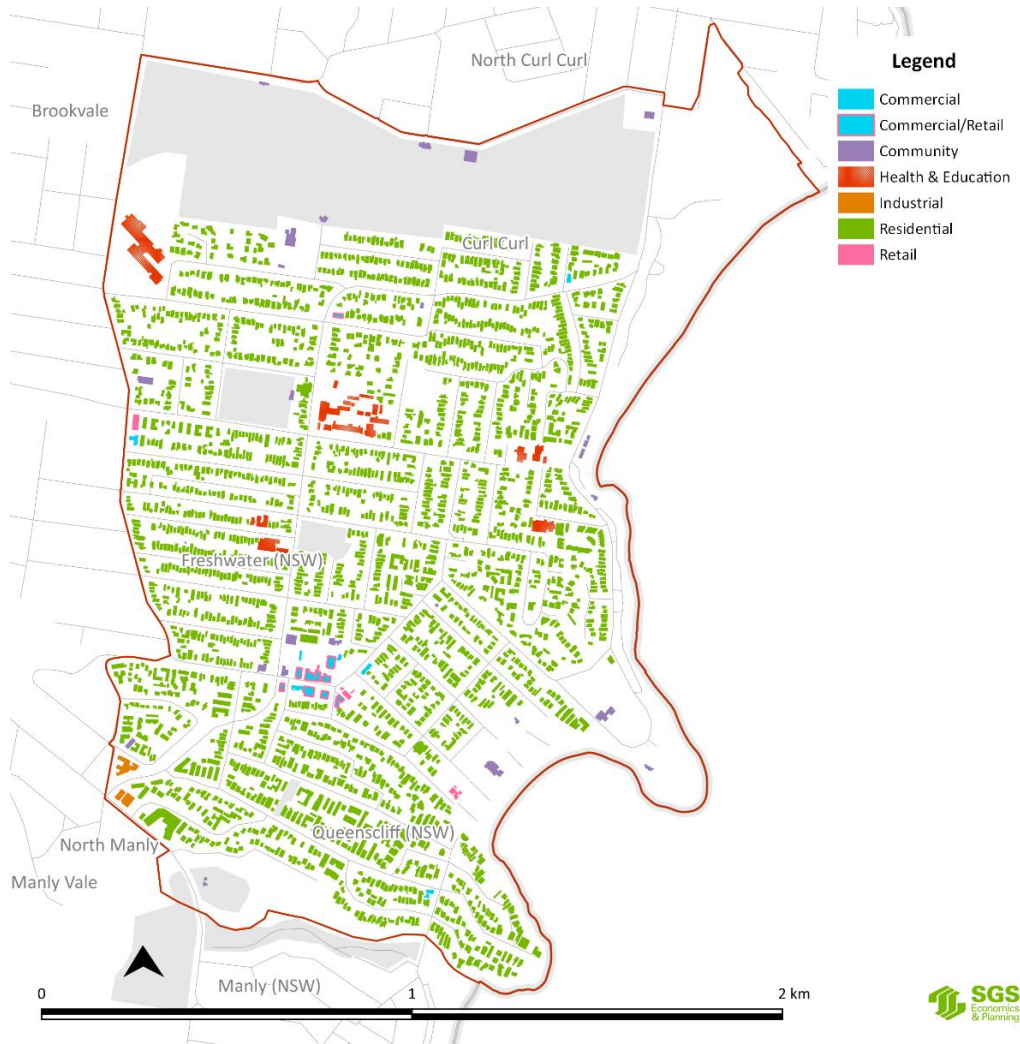 North Curl Curl
Brookvale
Legend
Commercial
Commercial/Retail
Community
Health & Education
Industrial
Residential
Retail
Curl Curl
Freshwater (NSW)
Queenscliff (NSW)
North Manly
Manly Vale
Manly (NSW)
0
1
2 km
SGS
Economics
& Planning